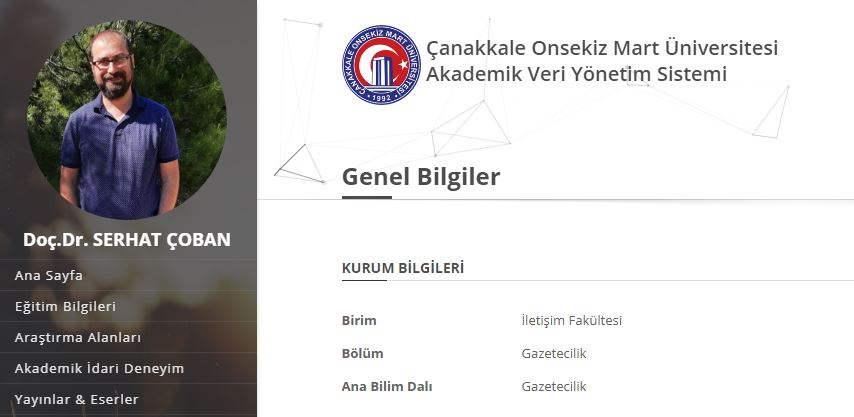 ÇANAKKALE ONSEKİZ MART ÜNİVERSİTESİ
1992
Çanakkale Onsekiz Mart Üniversitesi
Akademik Veri Yönetim Sistemi
Genel Bilgiler
Doç.Dr. SERHAT ÇOBAN
Ana Sayfa
Eğitim Bilgileri
Araştırma Alanları
Akademik İdari Deneyim
Yayınlar & Eserler
KURUM BİLGİLERİ
Birim İletişim Fakültesi
Bölüm Gazetecilik
Ana Bilim Dalı Gazetecilik